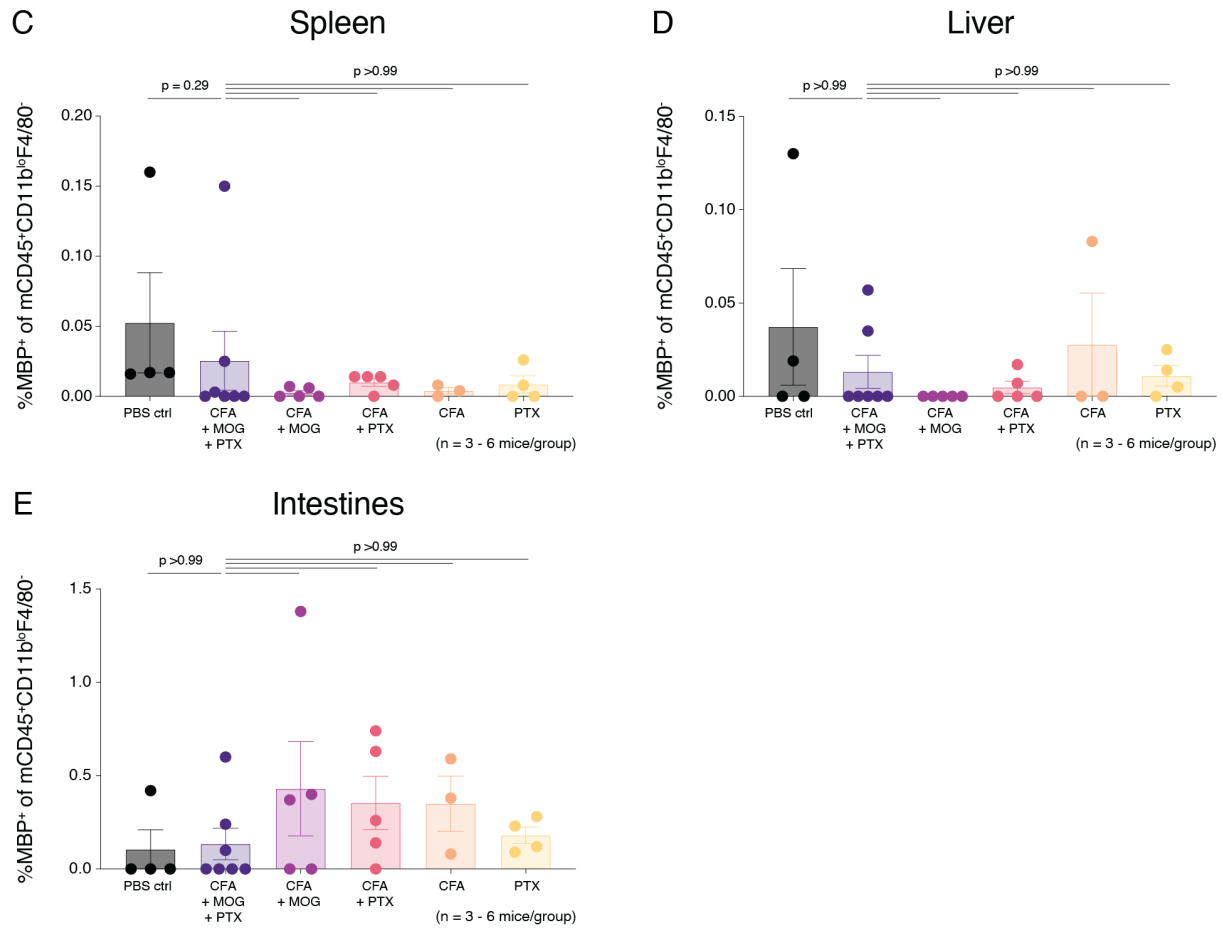 C
Spleen
p >0.99
p = 0.29
%MBP⁺ of mCD45⁺CD11bˡᵒF4/80⁻
0.20
0.15
0.10
0.05
0.00
PBS ctrl
CFA
+ MOG
+ PTX
CFA
+ MOG
CFA
+ PTX
CFA
PTX
(n = 3 - 6 mice/group)
D
Liver
p >0.99
p >0.99
%MBP⁺ of mCD45⁺CD11bˡᵒF4/80⁻
0.15
0.10
0.05
0.00
PBS ctrl
CFA
+ MOG
+ PTX
CFA
+ MOG
CFA
+ PTX
CFA
PTX
(n = 3 - 6 mice/group)
E
Intestines
p >0.99
p >0.99
%MBP⁺ of mCD45⁺CD11bˡᵒF4/80⁻
1.5
1.0
0.5
0.0
PBS ctrl
CFA
+ MOG
+ PTX
CFA
+ MOG
CFA
+ PTX
CFA
PTX
(n = 3 - 6 mice/group)